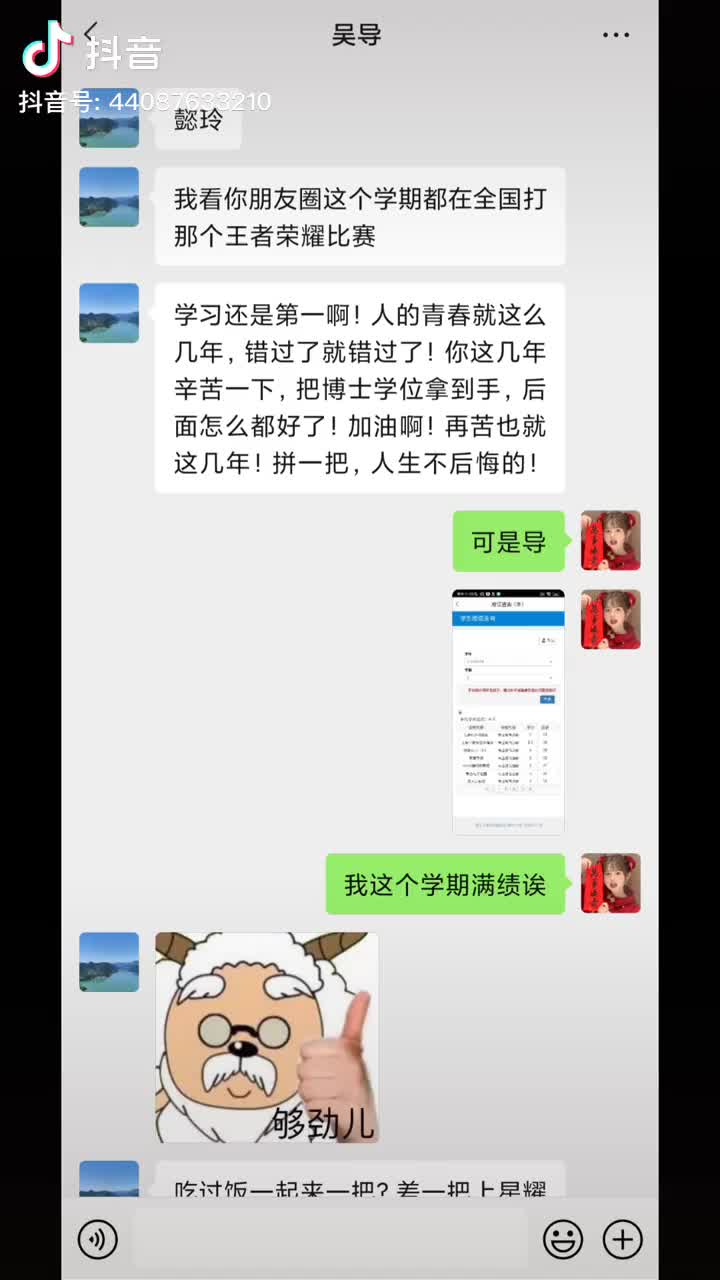 吴导
抖音
抖音号: 44087633210
懿玲
我看你朋友圈这个学期都在全国打
那个王者荣耀比赛
学习还是第一啊！人的青春就这么
几年，错过了就错过了！你这几年
辛苦一下，把博士学位拿到手，后
面怎么都好了！加油啊！再苦也就
这几年！拼一把，人生不后悔的！
可是导
我这个学期满绩诶
够劲儿
吃过饭一起来一把？差一把上星耀